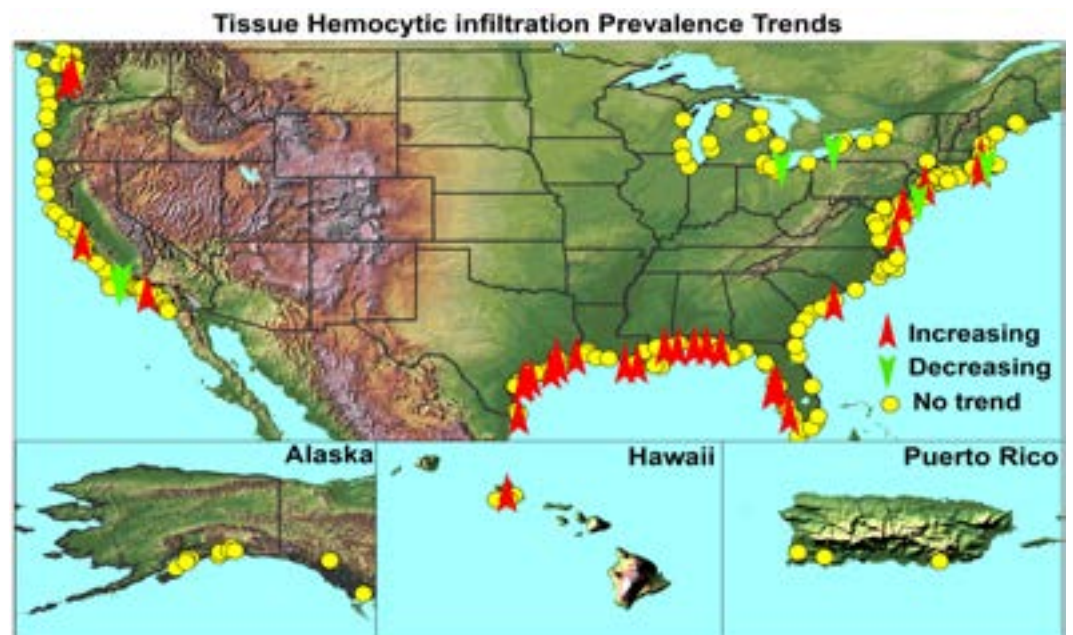 Tissue Hemocytic infiltration Prevalence Trends
Increasing
Decreasing
No trend
Alaska
Hawaii
Puerto Rico